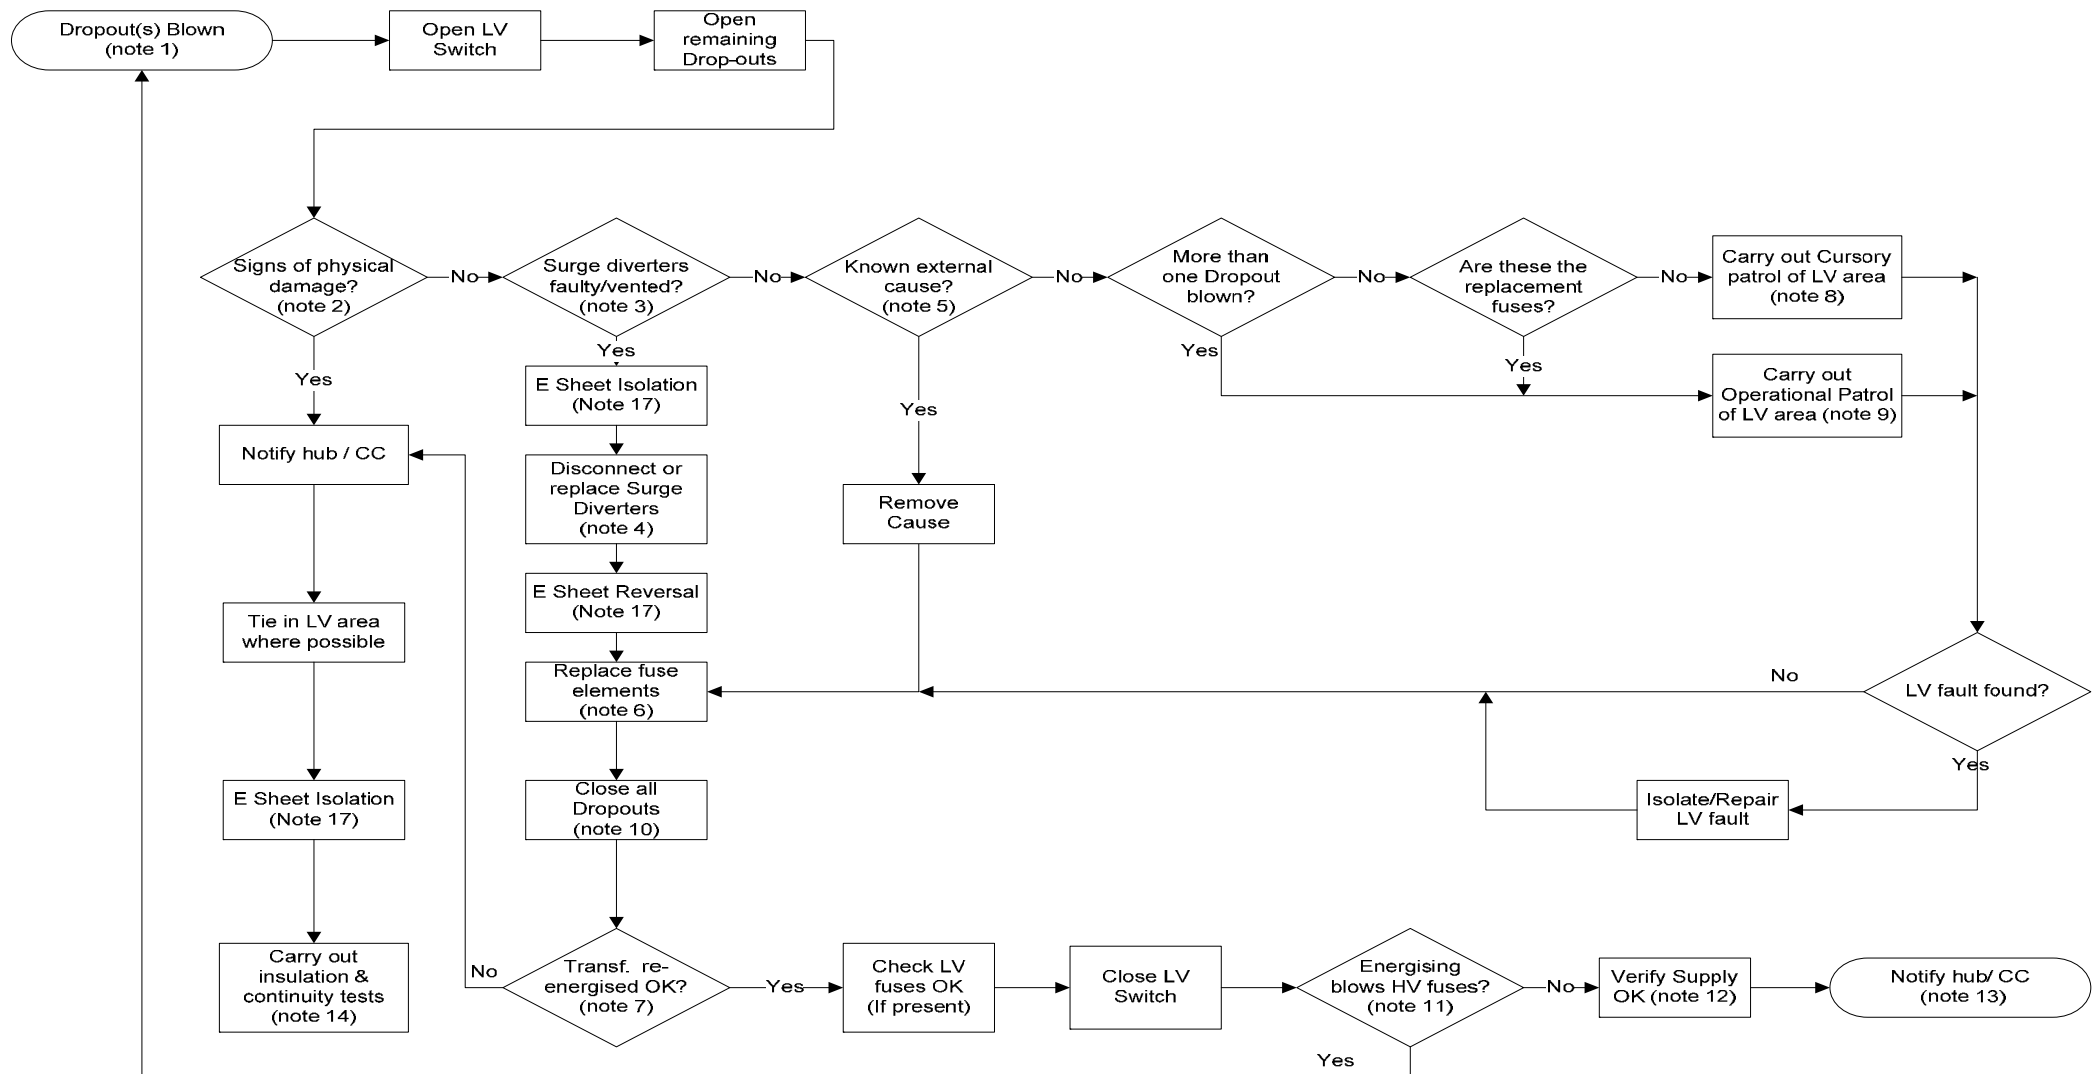 Dropout(s) Blown
(note 1)
Open LV
Switch
Open
remaining
Drop-outs
Signs of physical
damage?
(note 2)
No
Surge diverters
faulty/vented?
(note 3)
No
Known external
cause?
(note 5)
No
More than
one Dropout
blown?
No
Are these the
replacement
fuses?
No
Carry out Cursory
patrol of LV area
(note 8)
Yes
Yes
Yes
Yes
Yes
Carry out
Operational Patrol
of LV area (note 9)
E Sheet Isolation
(Note 17)
Notify hub / CC
Disconnect or
replace Surge
Diverters
(note 4)
Remove
Cause
E Sheet Reversal
(Note 17)
Tie in LV area
where possible
Replace fuse
elements
(note 6)
No
LV fault found?
Yes
Isolate/Repair
LV fault
E Sheet Isolation
(Note 17)
Close all
Dropouts
(note 10)
Carry out
insulation &
continuity tests
(note 14)
No
Transf. re-
energised OK?
(note 7)
Yes
Check LV
fuses OK
(If present)
Close LV
Switch
Energising
blows HV fuses?
(note 11)
No
Verify Supply
OK (note 12)
Notify hub/ CC
(note 13)
Yes